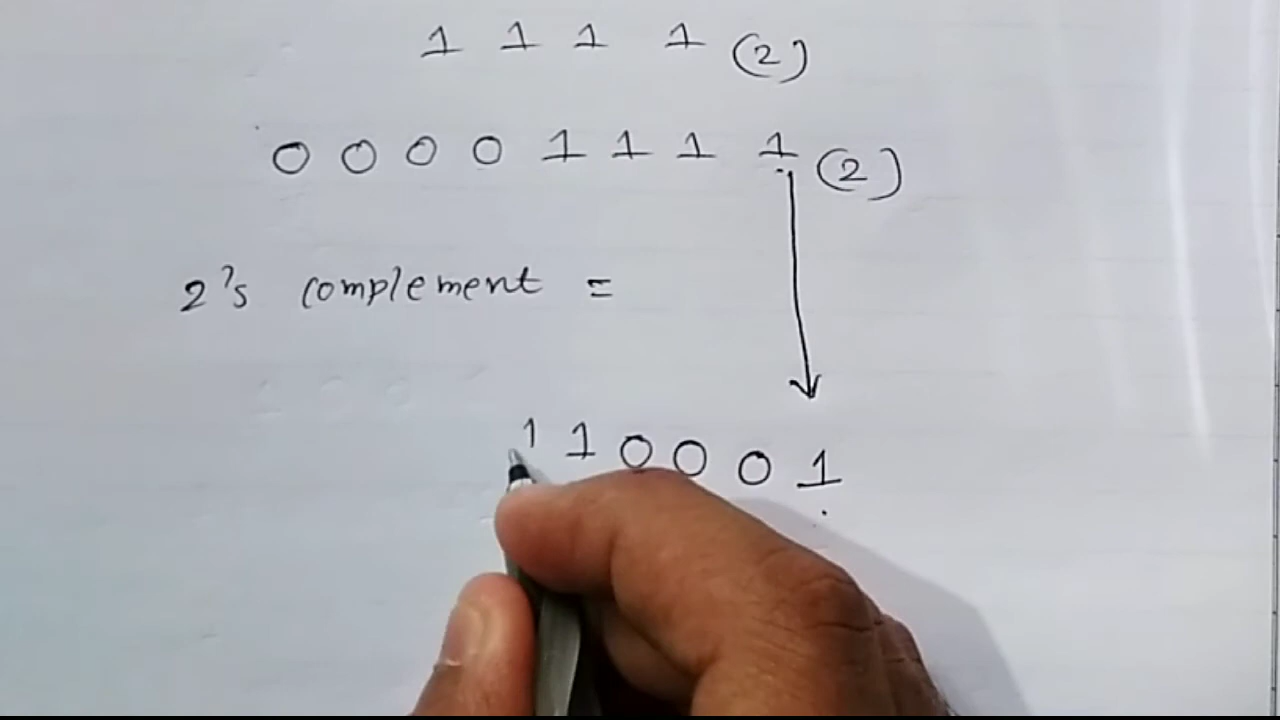 1 1 1 1 (2)
0 0 0 0 1 1 1 1 (2)
2's complement =
1 1 0 0 0 1